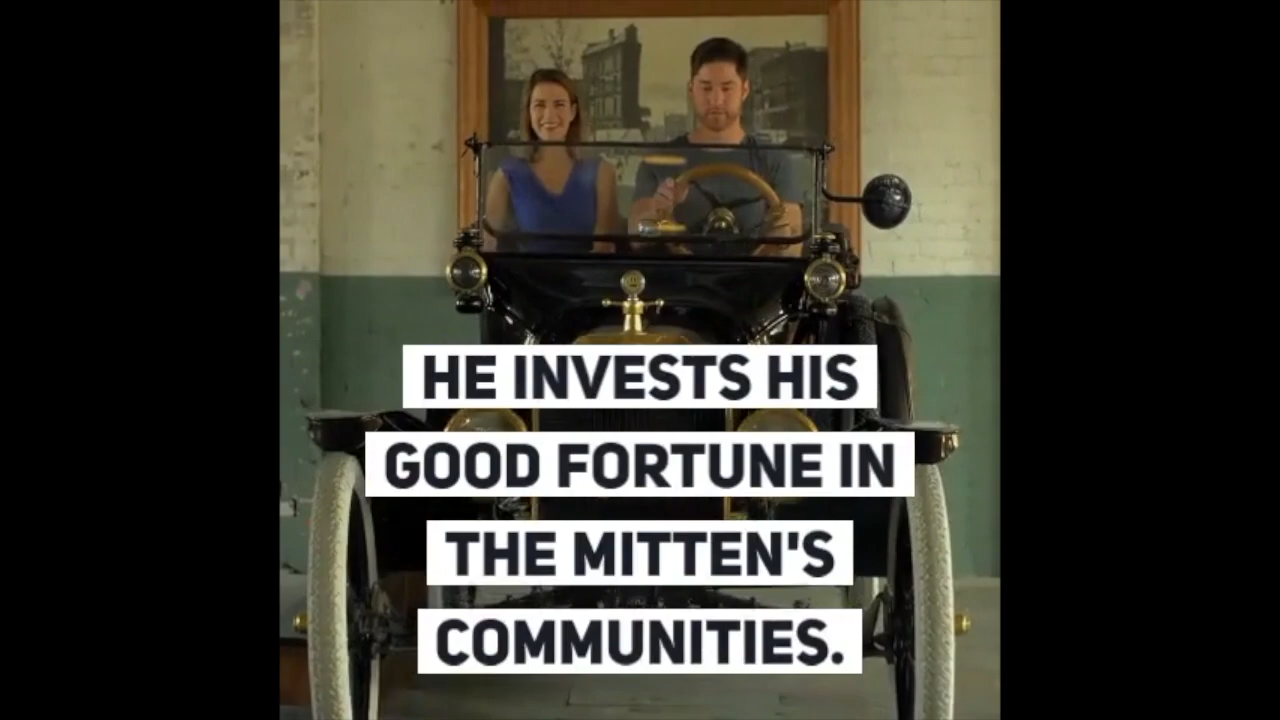 HE INVESTS HIS
GOOD FORTUNE IN
THE MITTEN'S
COMMUNITIES.